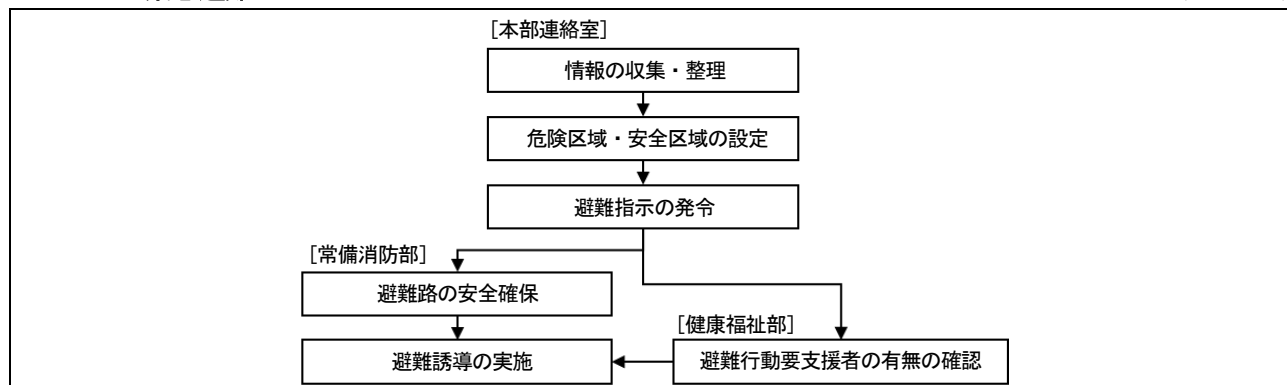 [本部連絡室]
情報の収集・整理
危険区域・安全区域の設定
避難指示の発令
[常備消防部]
避難路の安全確保
[健康福祉部]
避難誘導の実施
避難行動要支援者の有無の確認